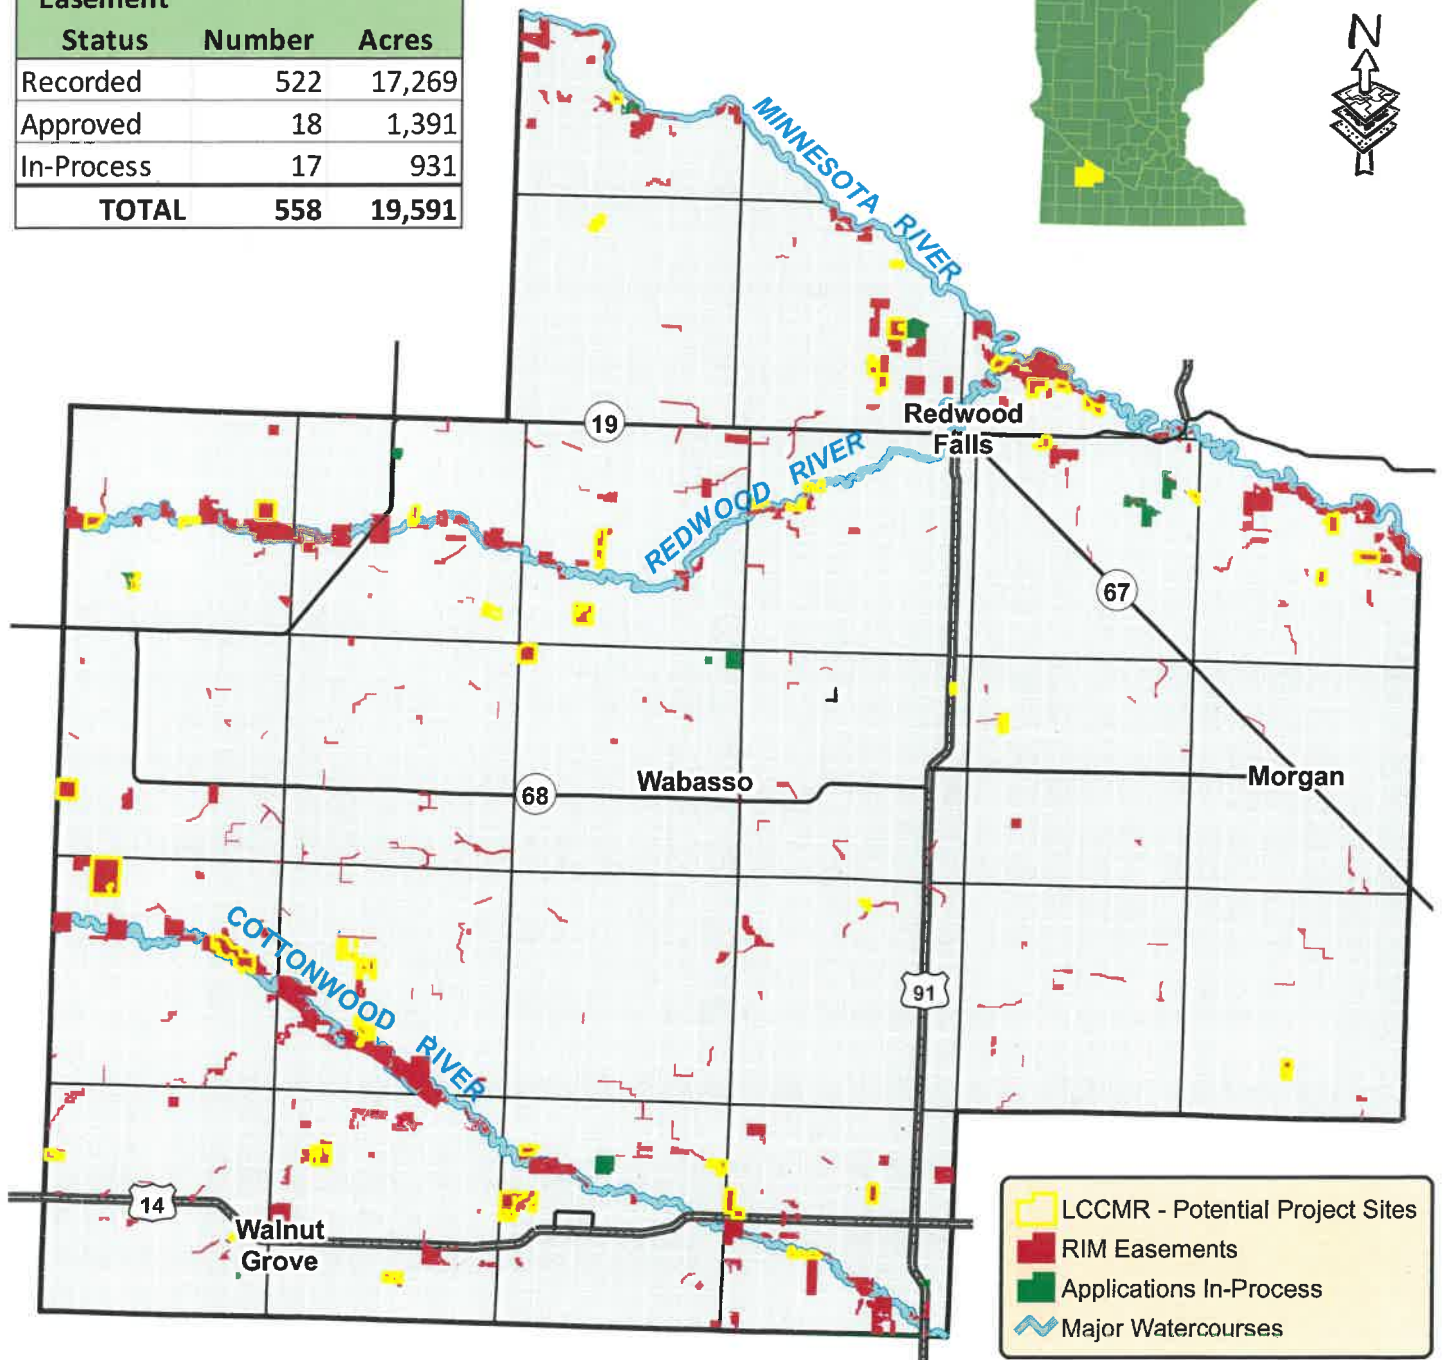 Easement
Status Number Acres
Recorded 522 17,269
Approved 18 1,391
In-Process 17 931
TOTAL 558 19,591
N
MINNESOTA RIVER
19
Redwood
Falls
REDWOOD RIVER
67
Wabasso
68
Morgan
COTTONWOOD RIVER
91
14
Walnut
Grove
LCCMR - Potential Project Sites
RIM Easements
Applications In-Process
Major Watercourses